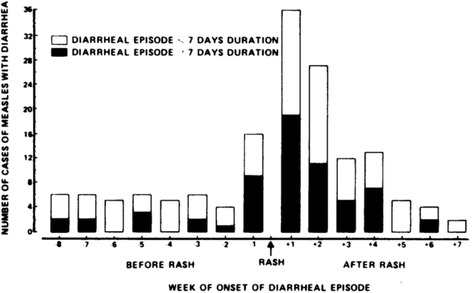 NUMBER OF CASES OF MEASLES WITH DIARRHEA
36
32
28
24
20
16
12
8
4
0
DIARRHEAL EPISODE 7 DAYS DURATION
DIARRHEAL EPISODE 7 DAYS DURATION
8 7 6 5 4 3 2 1 +1 +2 +3 +4 +5 +6 +7
BEFORE RASH RASH AFTER RASH
WEEK OF ONSET OF DIARRHEAL EPISODE